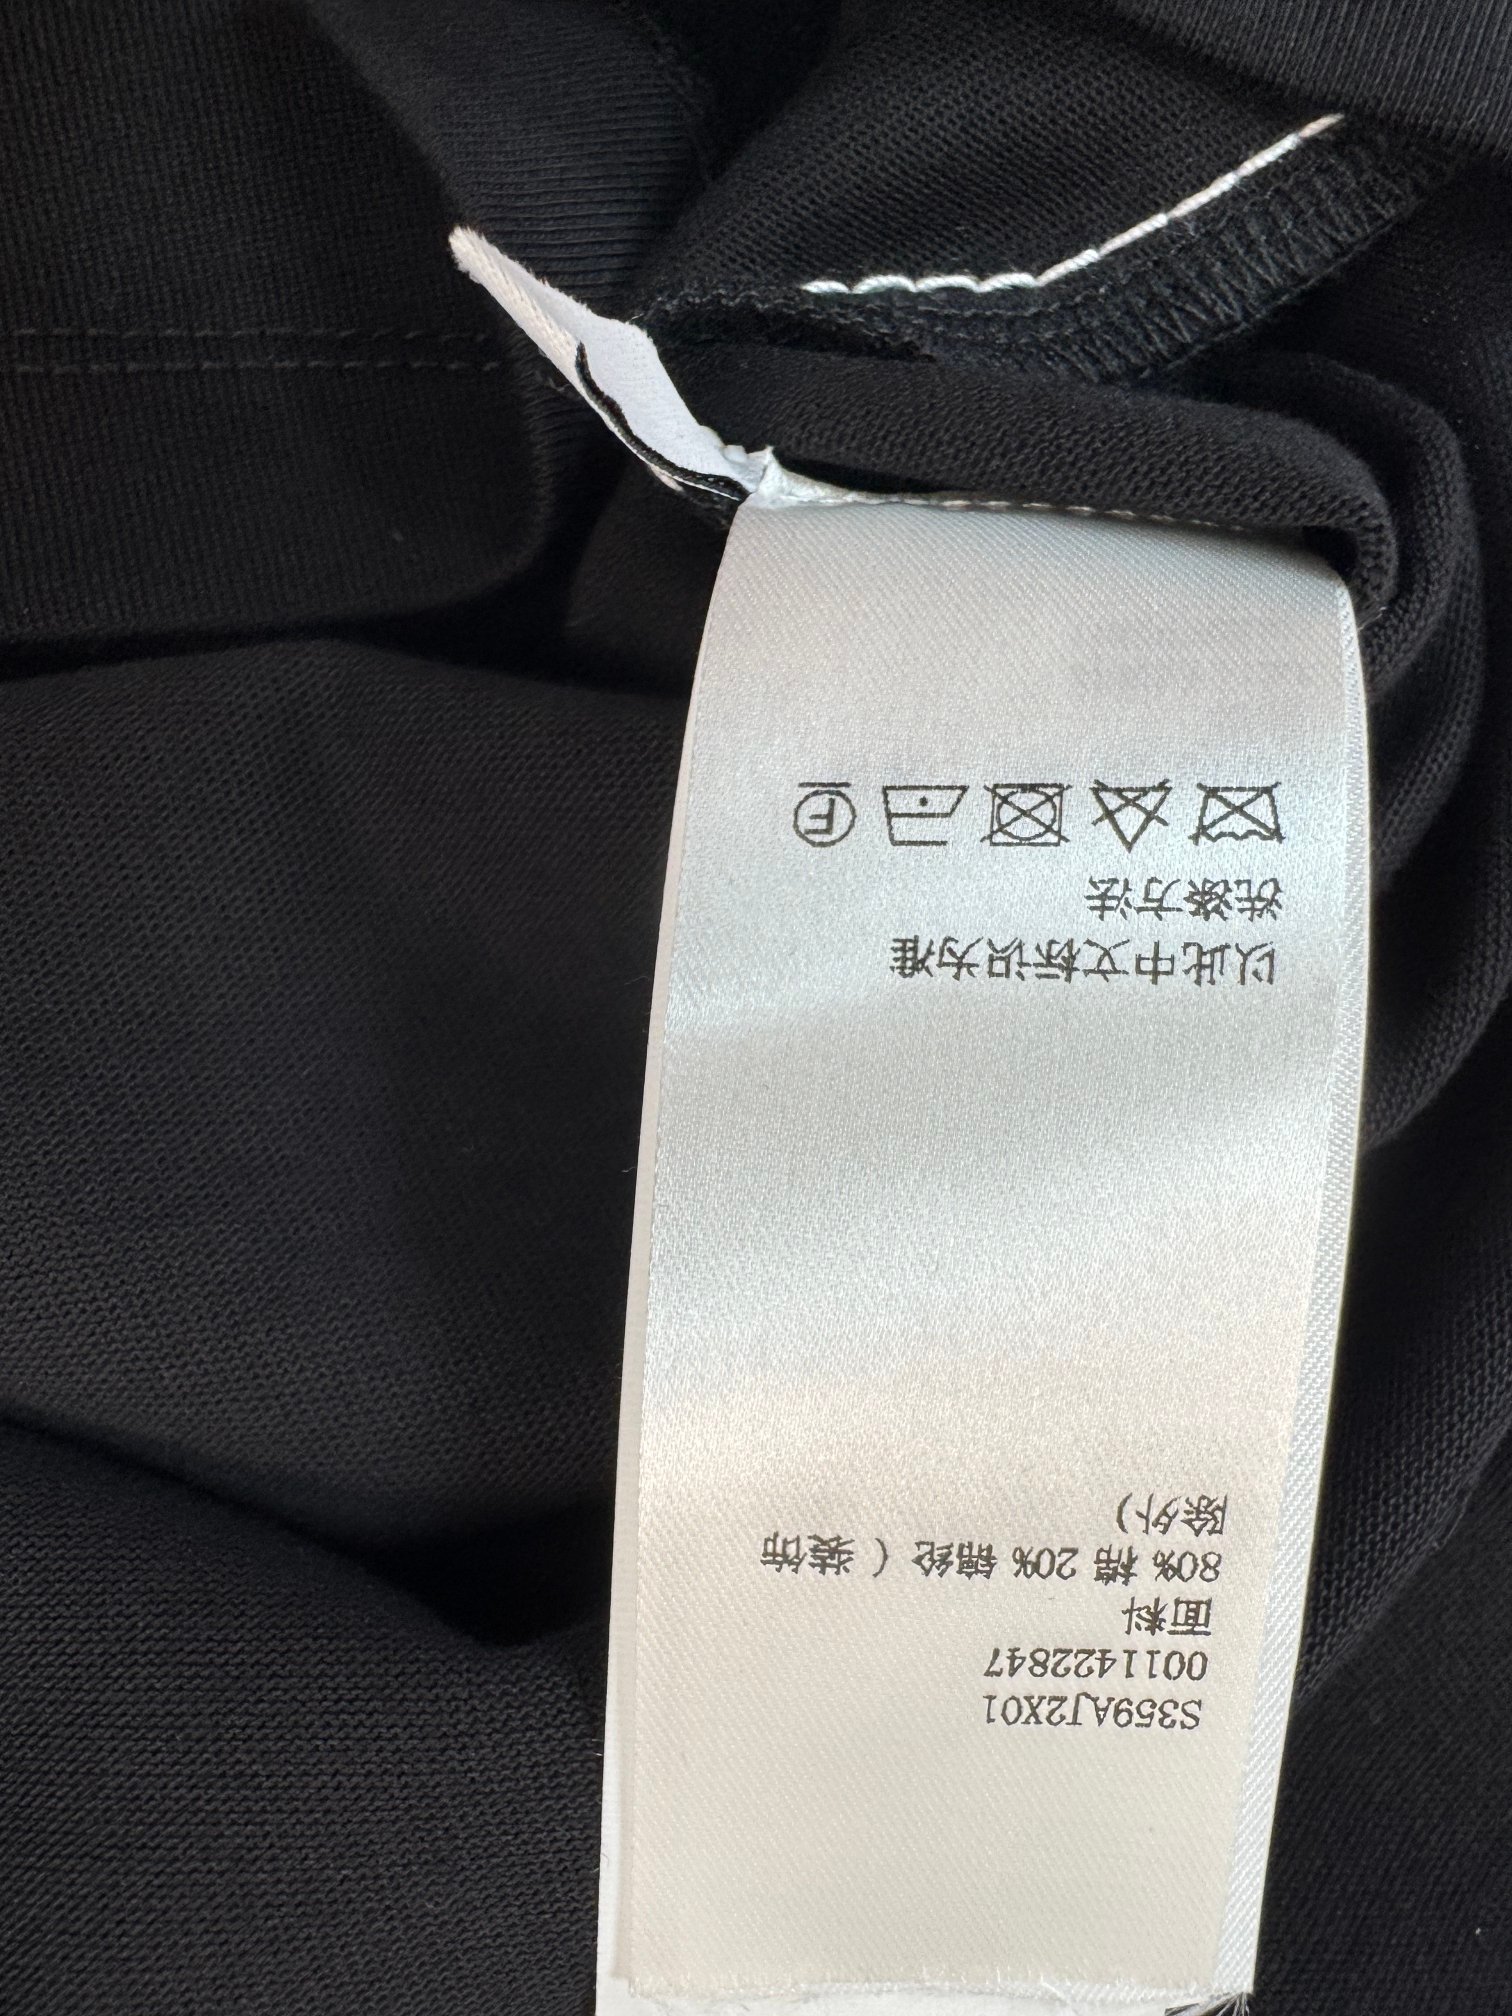 S359AJ2X01
0011422847
面料
80% 棉 20% 锦纶 (装饰
除外)
以此中文标识为准
洗涤方法
F